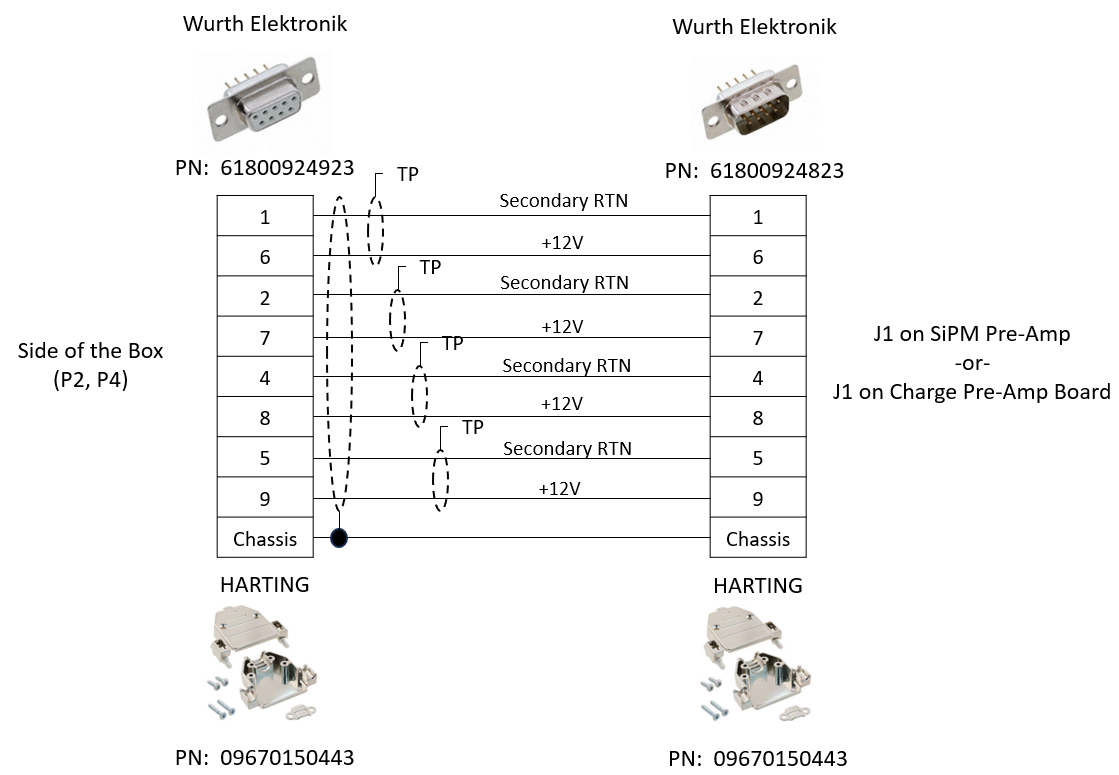 Wurth Elektronik
Wurth Elektronik
PN:  61800924923
PN:  61800924823
TP
1
Secondary RTN
1
6
+12V
6
TP
2
Secondary RTN
2
7
+12V
7
TP
4
Secondary RTN
4
8
+12V
8
TP
5
Secondary RTN
5
9
+12V
9
Chassis
Chassis
Side of the Box
(P2, P4)
J1 on SiPM Pre-Amp
-or-
J1 on Charge Pre-Amp Board
HARTING
HARTING
PN:  09670150443
PN:  09670150443